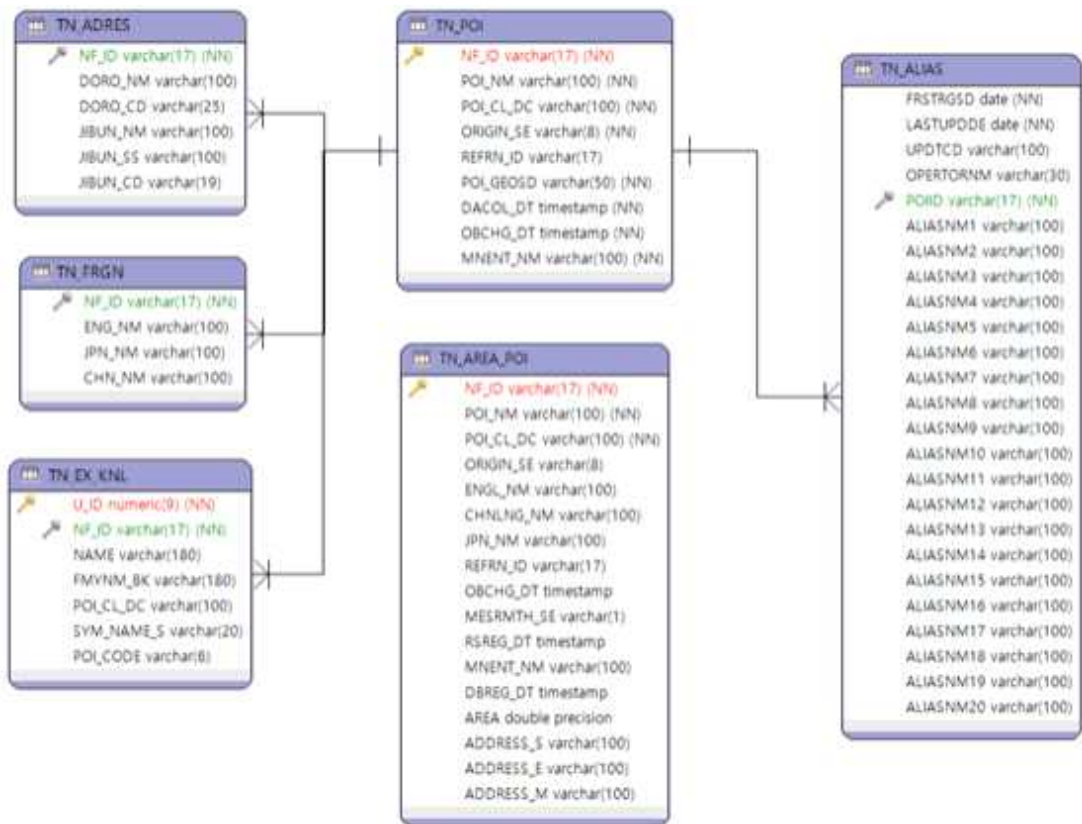 TN_ADRES
NF_ID varchar(17) (NN)
DORO_NM varchar(100)
DORO_CD varchar(25)
JIBUN_NM varchar(100)
JIBUN_SS varchar(100)
JIBUN_CD varchar(19)
TN_FRGN
NF_ID varchar(17) (NN)
ENG_NM varchar(100)
JPN_NM varchar(100)
CHN_NM varchar(100)
TN_EX_KNL
U_ID numeric(9) (NN)
NF_ID varchar(17) (NN)
NAME varchar(180)
FMYNM_BK varchar(180)
POI_CL_DC varchar(100)
SYM_NAME_S varchar(20)
POI_CODE varchar(6)
TN_POI
NF_ID varchar(17) (NN)
POI_NM varchar(100) (NN)
POI_CL_DC varchar(100) (NN)
ORIGIN_SE varchar(8) (NN)
REFRN_ID varchar(17)
POI_GEOSD varchar(50) (NN)
DACOL_DT timestamp (NN)
OBCHG_DT timestamp (NN)
MNENT_NM varchar(100) (NN)
TN_AREA_POI
NF_ID varchar(17) (NN)
POI_NM varchar(100) (NN)
POI_CL_DC varchar(100) (NN)
ORIGIN_SE varchar(8)
ENGL_NM varchar(100)
CHNLNG_NM varchar(100)
JPN_NM varchar(100)
REFRN_ID varchar(17)
OBCHG_DT timestamp
MESRMTH_SE varchar(1)
RSREG_DT timestamp
MNENT_NM varchar(100)
DBREG_DT timestamp
AREA double precision
ADDRESS_S varchar(100)
ADDRESS_E varchar(100)
ADDRESS_M varchar(100)
TN_ALIAS
FRSTRGSD date (NN)
LASTUPDDE date (NN)
UPDTCD varchar(100)
OPERTORNM varchar(30)
POIID varchar(17) (NN)
ALIASNM1 varchar(100)
ALIASNM2 varchar(100)
ALIASNM3 varchar(100)
ALIASNM4 varchar(100)
ALIASNM5 varchar(100)
ALIASNM6 varchar(100)
ALIASNM7 varchar(100)
ALIASNM8 varchar(100)
ALIASNM9 varchar(100)
ALIASNM10 varchar(100)
ALIASNM11 varchar(100)
ALIASNM12 varchar(100)
ALIASNM13 varchar(100)
ALIASNM14 varchar(100)
ALIASNM15 varchar(100)
ALIASNM16 varchar(100)
ALIASNM17 varchar(100)
ALIASNM18 varchar(100)
ALIASNM19 varchar(100)
ALIASNM20 varchar(100)